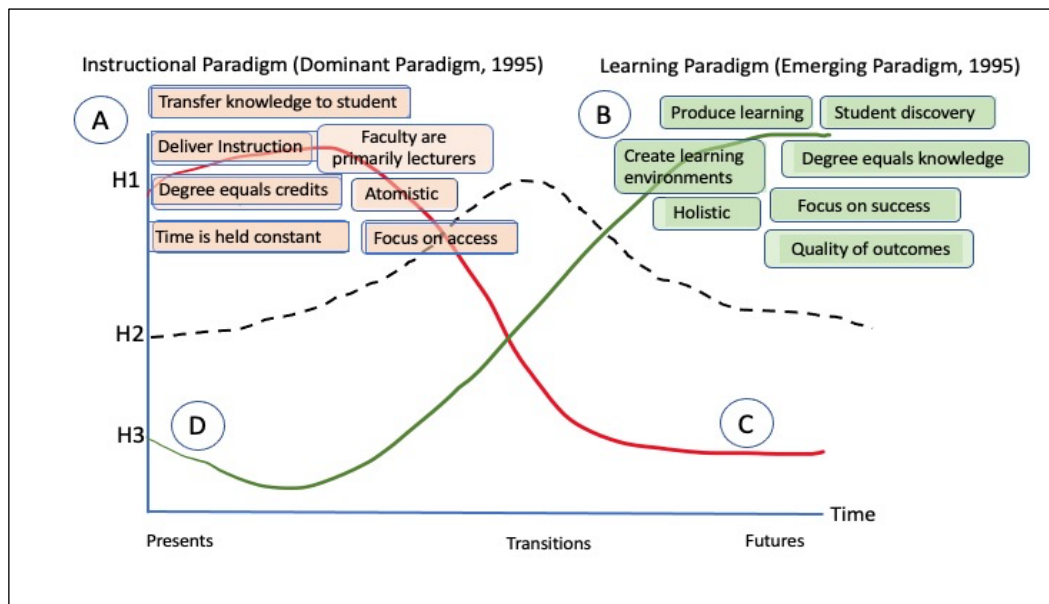 Instructional Paradigm (Dominant Paradigm, 1995)
Learning Paradigm (Emerging Paradigm, 1995)
A
Transfer knowledge to student
Deliver Instruction
Faculty are
primarily lecturers
Degree equals credits
Atomistic
Time is held constant
Focus on access
B
Produce learning
Student discovery
Create learning
environments
Degree equals knowledge
Holistic
Focus on success
Quality of outcomes
H1
H2
H3
D
C
Time
Presents
Transitions
Futures